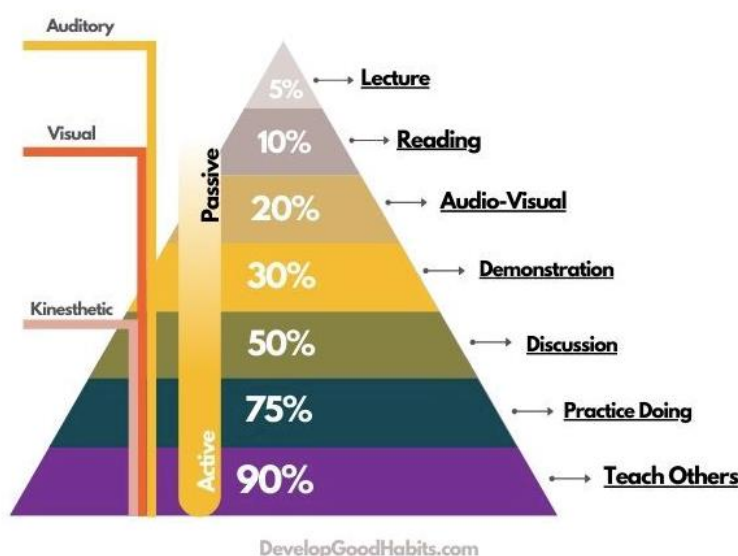 Auditory
5%
Lecture
Visual
10%
Reading
Passive
20%
Audio-Visual
30%
Demonstration
Kinesthetic
50%
Discussion
75%
Practice Doing
Active
90%
Teach Others
DevelopGoodHabits.com